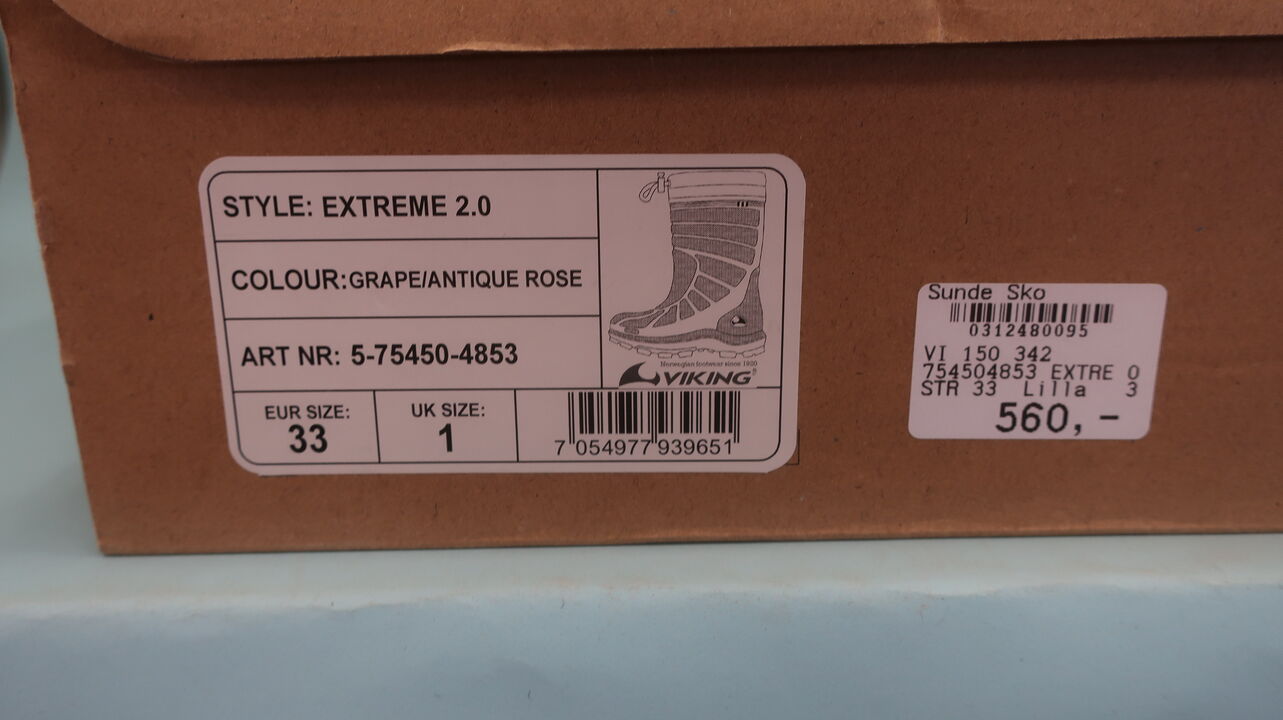 STYLE: EXTREME 2.0
COLOUR:GRAPE/ANTIQUE ROSE
ART NR: 5-75450-4853
EUR SIZE:
33
UK SIZE:
1
Norwegian footwear since 1920
VIKING®
7 054977 939651
Sunde Sko
0312480095
VI 150 342
754504853 EXTRE 0
STR 33 Lilla 3
560,-